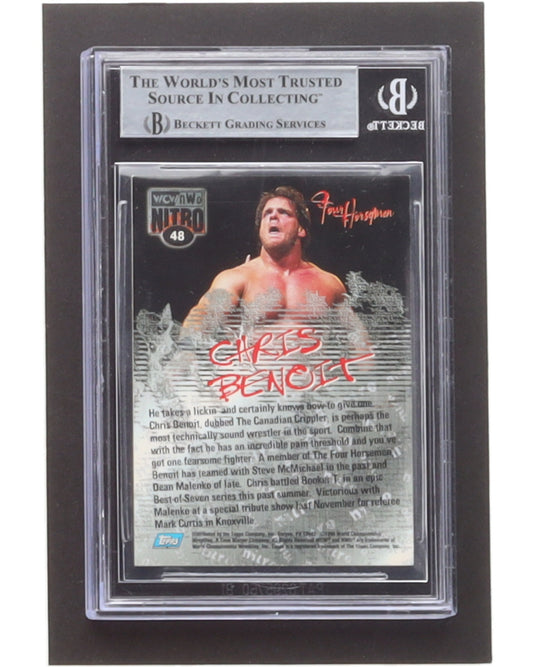 THE WORLD'S MOST TRUSTED
SOURCE IN COLLECTING™
B BECKETT GRADING SERVICES
B
BECKETT®
WCW/nWo
NITRO
48
Four Horsemen
CHRIS
BENOIT
He takes a lickin' and certainly knows how to give one.
Chris Benoit, dubbed The Canadian Crippler, is perhaps the
most technically sound wrestler in the sport. Combine that
with the fact he has an incredible pain threshold and you've
got one fearsome fighter. A member of The Four Horsemen,
Benoit has teamed with Steve McMichael in the past and
Dean Malenko of late. Chris battled Booker T. in an epic
Best-of-Seven series this past summer. Victorious with
Malenko at a special tribute show last November for referee
Mark Curtis in Knoxville.
Topps